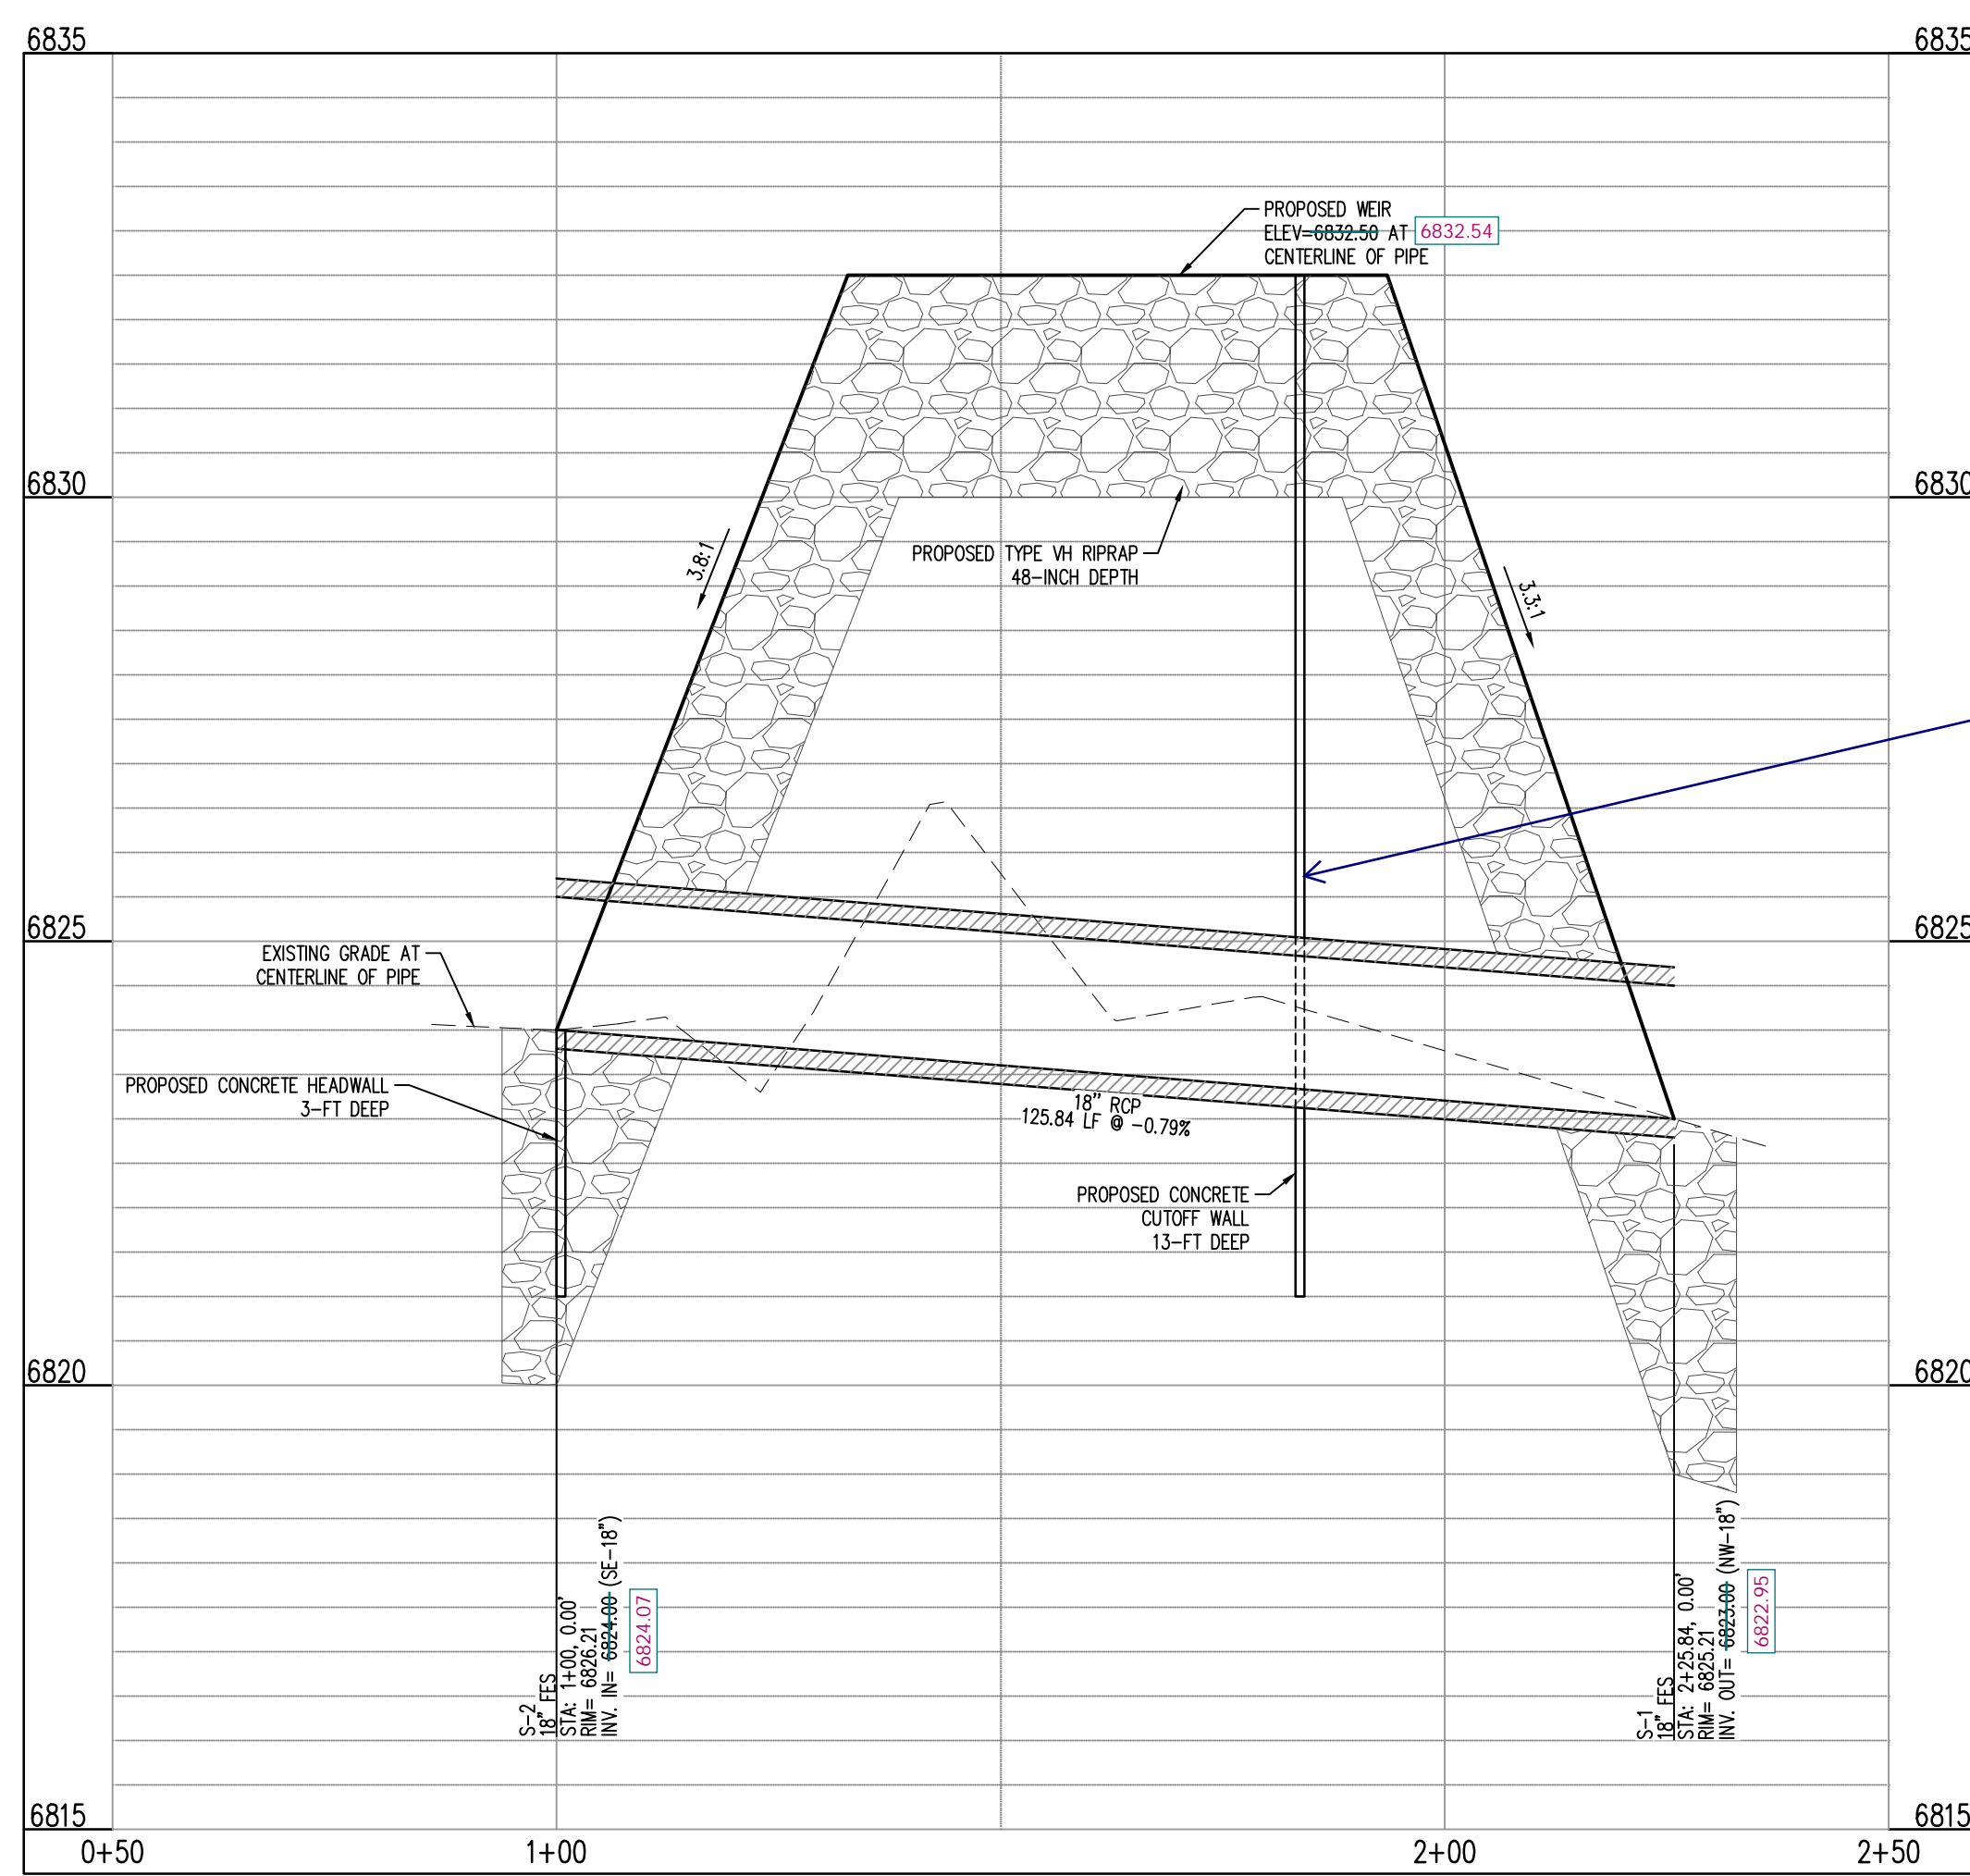 6835
6835
PROPOSED WEIR
ELEV=6832.50 AT 6832.54
CENTERLINE OF PIPE
6830
6830
PROPOSED TYPE VH RIPRAP
48-INCH DEPTH
3.8:1
3.3:1
6825
6825
EXISTING GRADE AT
CENTERLINE OF PIPE
PROPOSED CONCRETE HEADWALL
3-FT DEEP
18" RCP
125.84 LF @ -0.79%
PROPOSED CONCRETE
CUTOFF WALL
13-FT DEEP
6820
6820
S-2
18" FES
STA: 1+00, 0.00'
RIM= 6826.21
INV. IN= 6824.00 (SE-18")
6824.07
S-1
18" FES
STA: 2+25.84, 0.00'
RIM= 6825.21
INV. OUT= 6823.00 (NW-18")
6822.95
6815
6815
0+50
1+00
2+00
2+50